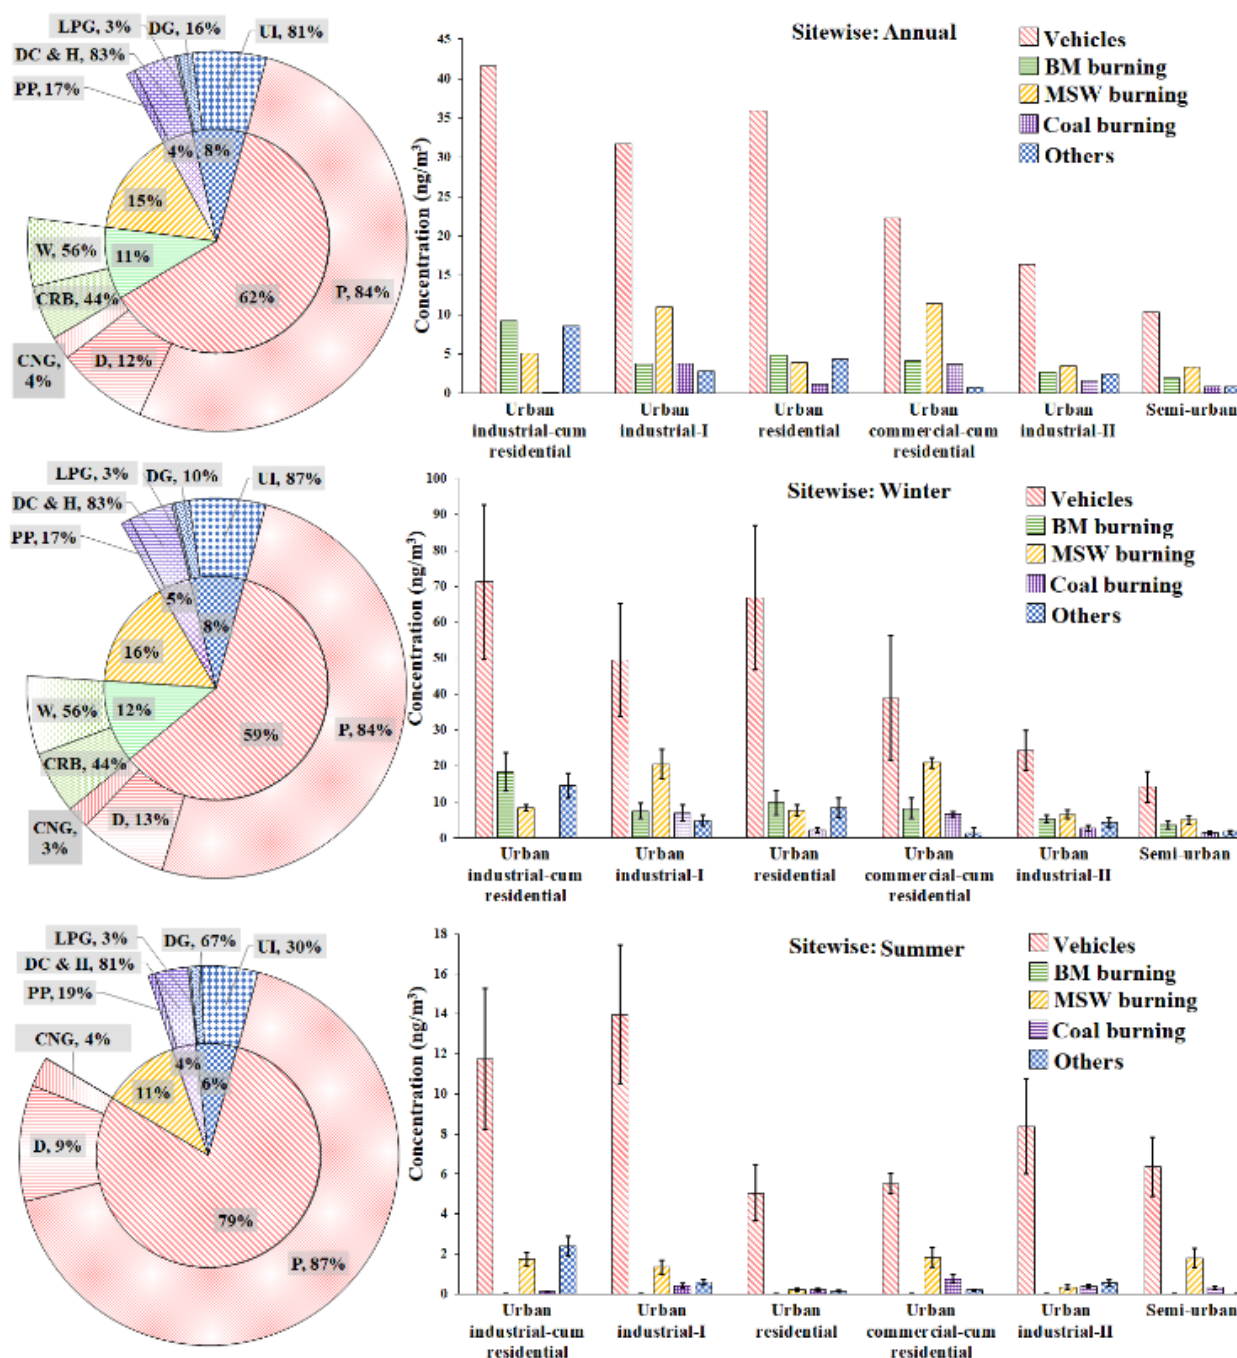 LPG, 3%
DG, 16%
UI, 81%
DC & H, 83%
PP, 17%
4%
8%
15%
W, 56%
11%
CRB, 44%
62%
P, 84%
CNG, 4%
D, 12%
Sitewise: Annual
Vehicles
BM burning
MSW burning
Coal burning
Others
Concentration (ng/m³)
45
40
35
30
25
20
15
10
5
0
Urban industrial-cum residential
Urban industrial-I
Urban residential
Urban commercial-cum residential
Urban industrial-II
Semi-urban
LPG, 3%
DG, 10%
UI, 87%
DC & H, 83%
PP, 17%
5%
8%
16%
W, 56%
12%
CRB, 44%
59%
P, 84%
CNG, 3%
D, 13%
Sitewise: Winter
Vehicles
BM burning
MSW burning
Coal burning
Others
Concentration (ng/m³)
100
90
80
70
60
50
40
30
20
10
0
Urban industrial-cum residential
Urban industrial-I
Urban residential
Urban commercial-cum residential
Urban industrial-II
Semi-urban
LPG, 3%
DG, 67%
UI, 30%
DC & H, 81%
PP, 19%
CNG, 4%
4%
6%
11%
D, 9%
79%
P, 87%
Sitewise: Summer
Vehicles
BM burning
MSW burning
Coal burning
Others
Concentration (ng/m³)
18
16
14
12
10
8
6
4
2
0
Urban industrial-cum residential
Urban industrial-I
Urban residential
Urban commercial-cum residential
Urban industrial-II
Semi-urban